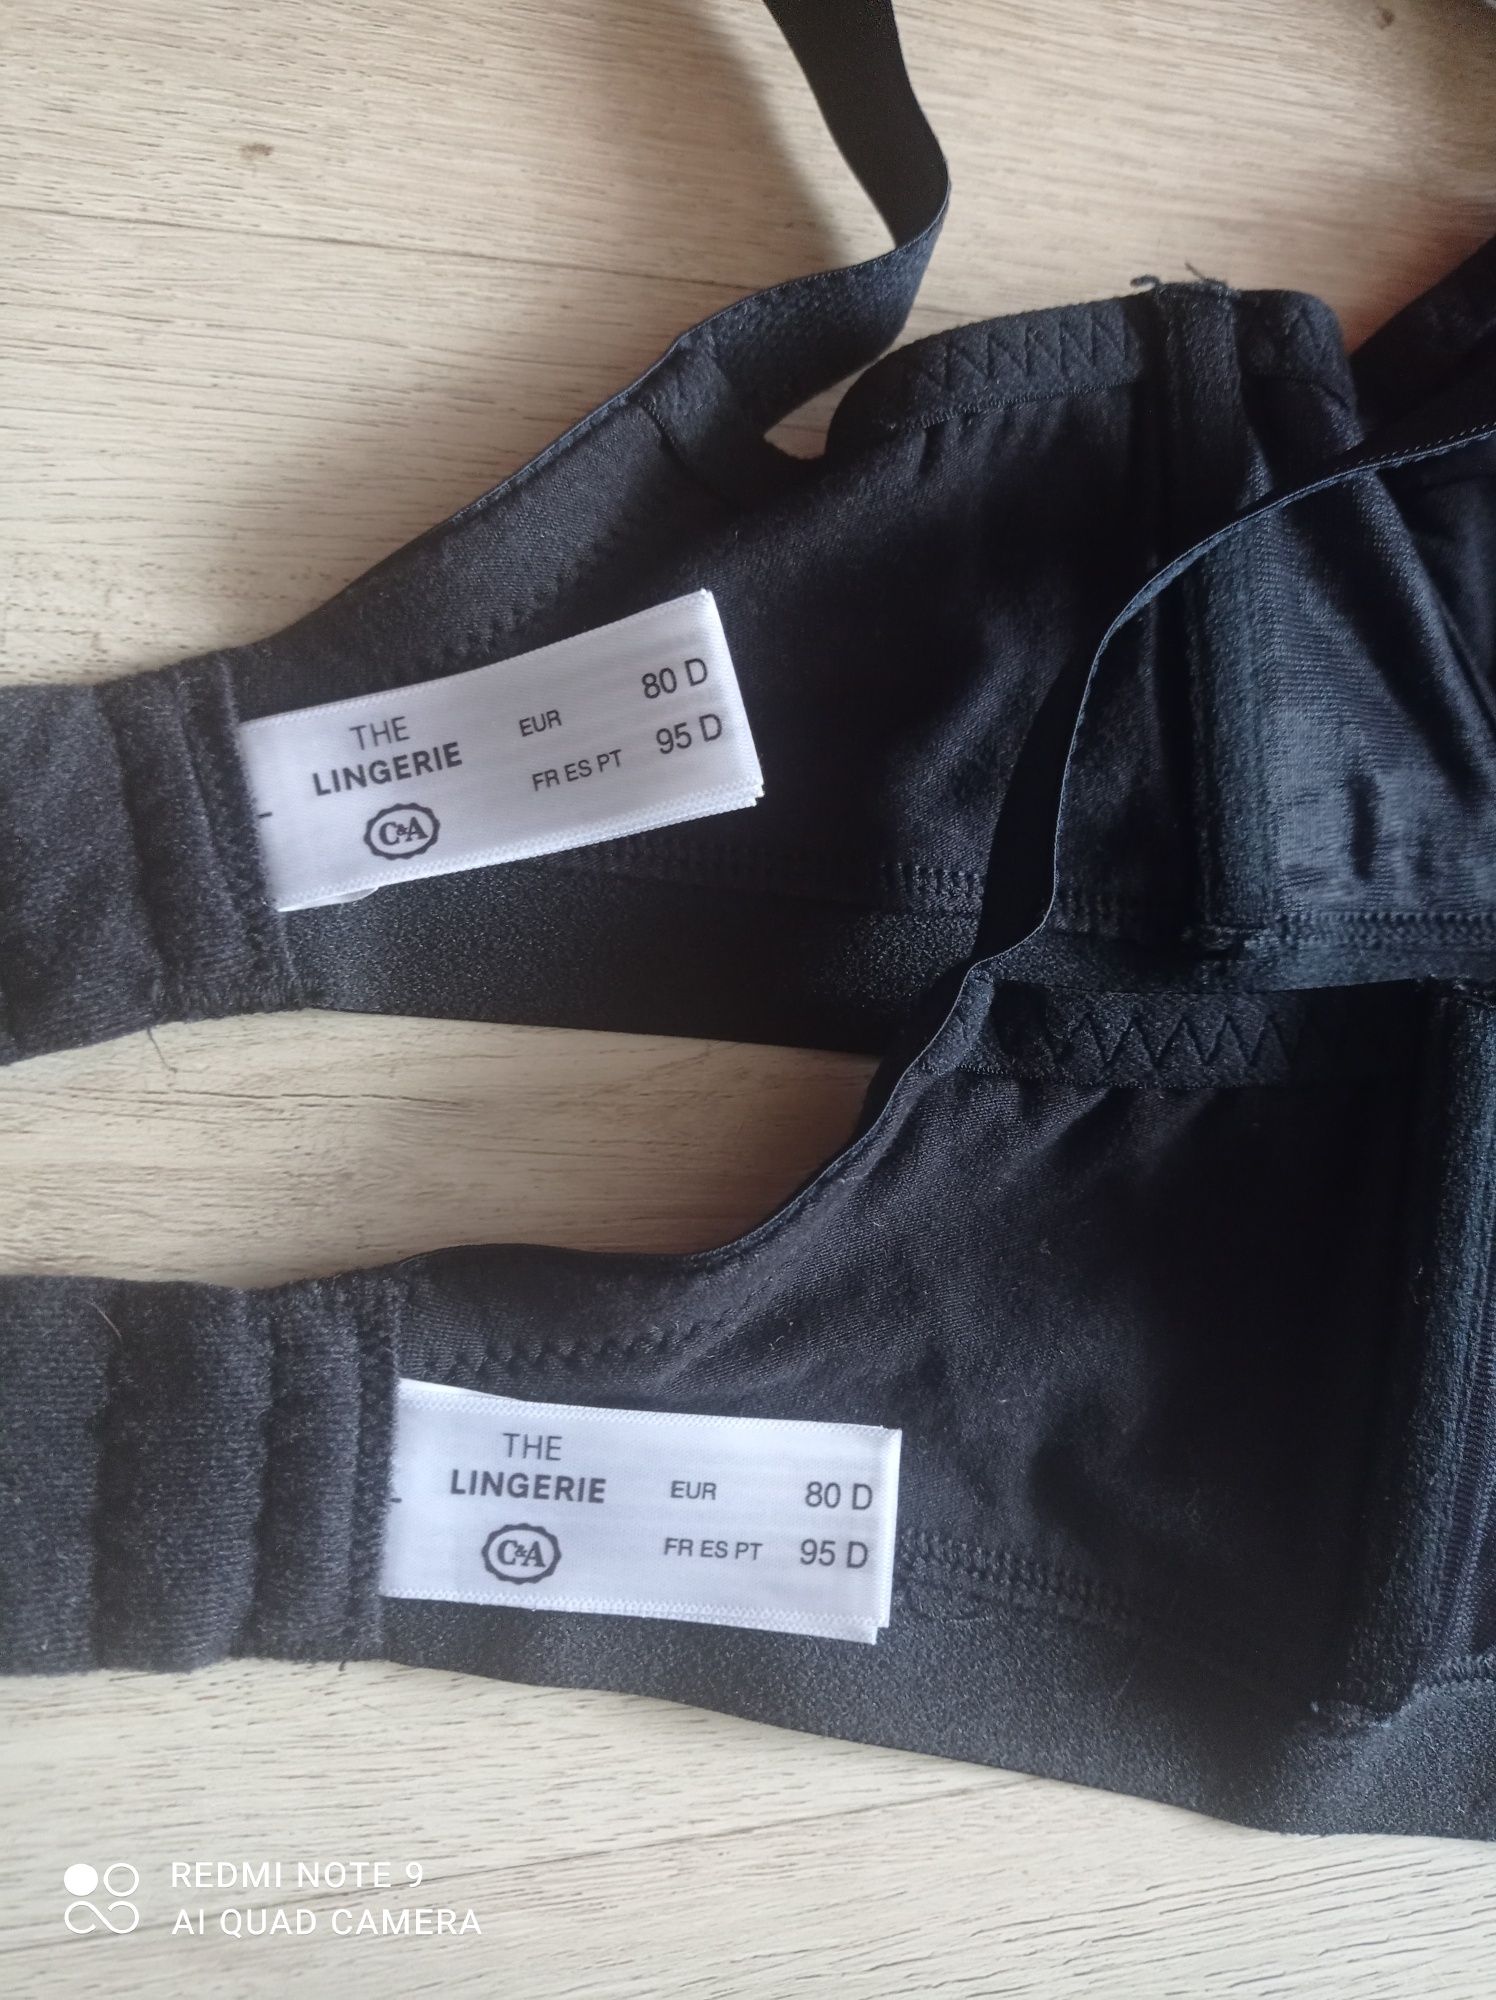 THE
LINGERIE
C&A
EUR 80 D
FR ES PT 95 D
THE
LINGERIE
C&A
EUR 80 D
FR ES PT 95 D
REDMI NOTE 9
AI QUAD CAMERA